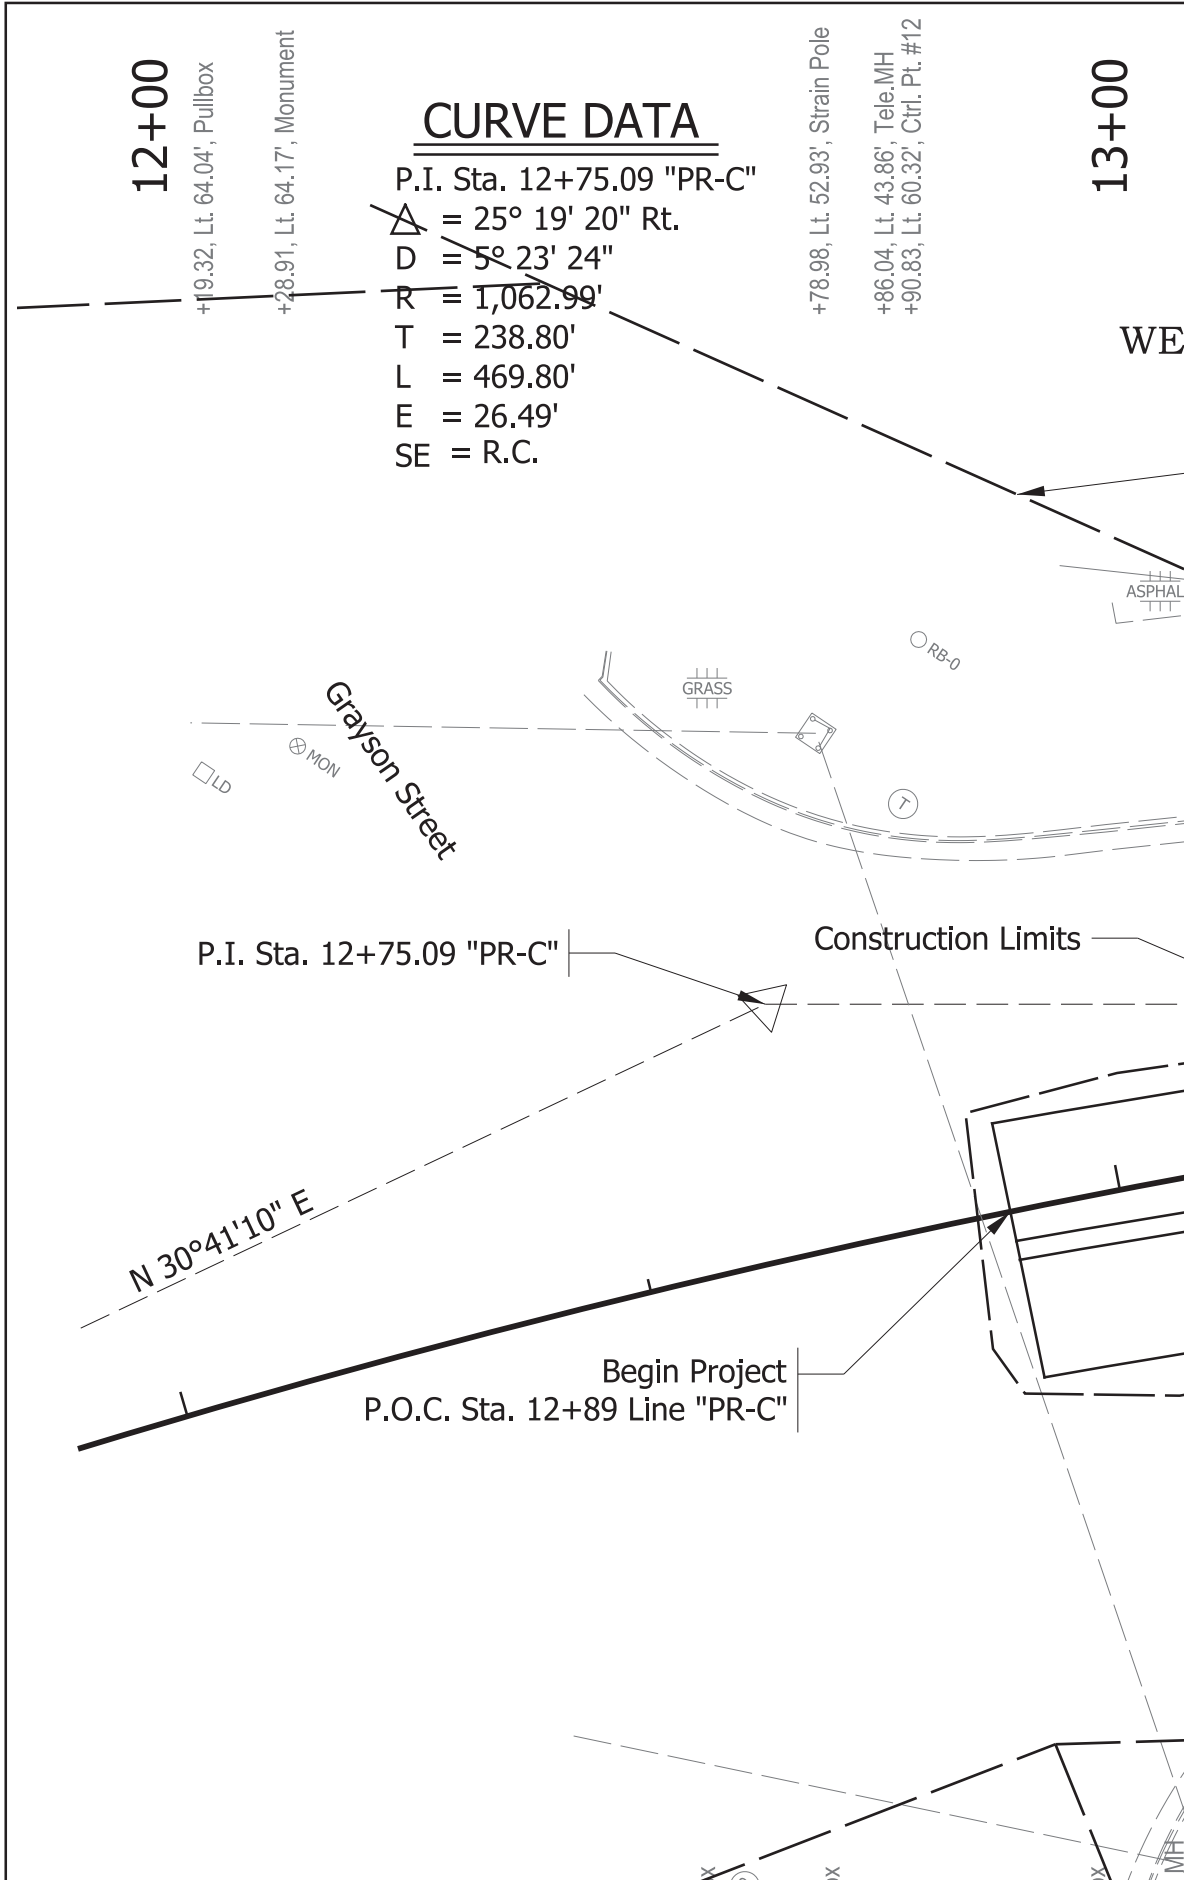 12+00
+19.32, Lt. 64.04', Pullbox
+28.91, Lt. 64.17', Monument
CURVE DATA
P.I. Sta. 12+75.09 "PR-C"
△ = 25° 19' 20" Rt.
D = 5° 23' 24"
R = 1,062.99'
T = 238.80'
L = 469.80'
E = 26.49'
SE = R.C.
+78.98, Lt. 52.93', Strain Pole
+86.04, Lt. 43.86', Tele.MH
+90.83, Lt. 60.32', Ctrl. Pt. #12
13+00
WE
ASPHAL
RB-0
GRASS
Grayson Street
MON
LD
T
P.I. Sta. 12+75.09 "PR-C"
Construction Limits
N 30°41'10" E
Begin Project
P.O.C. Sta. 12+89 Line "PR-C"
MH